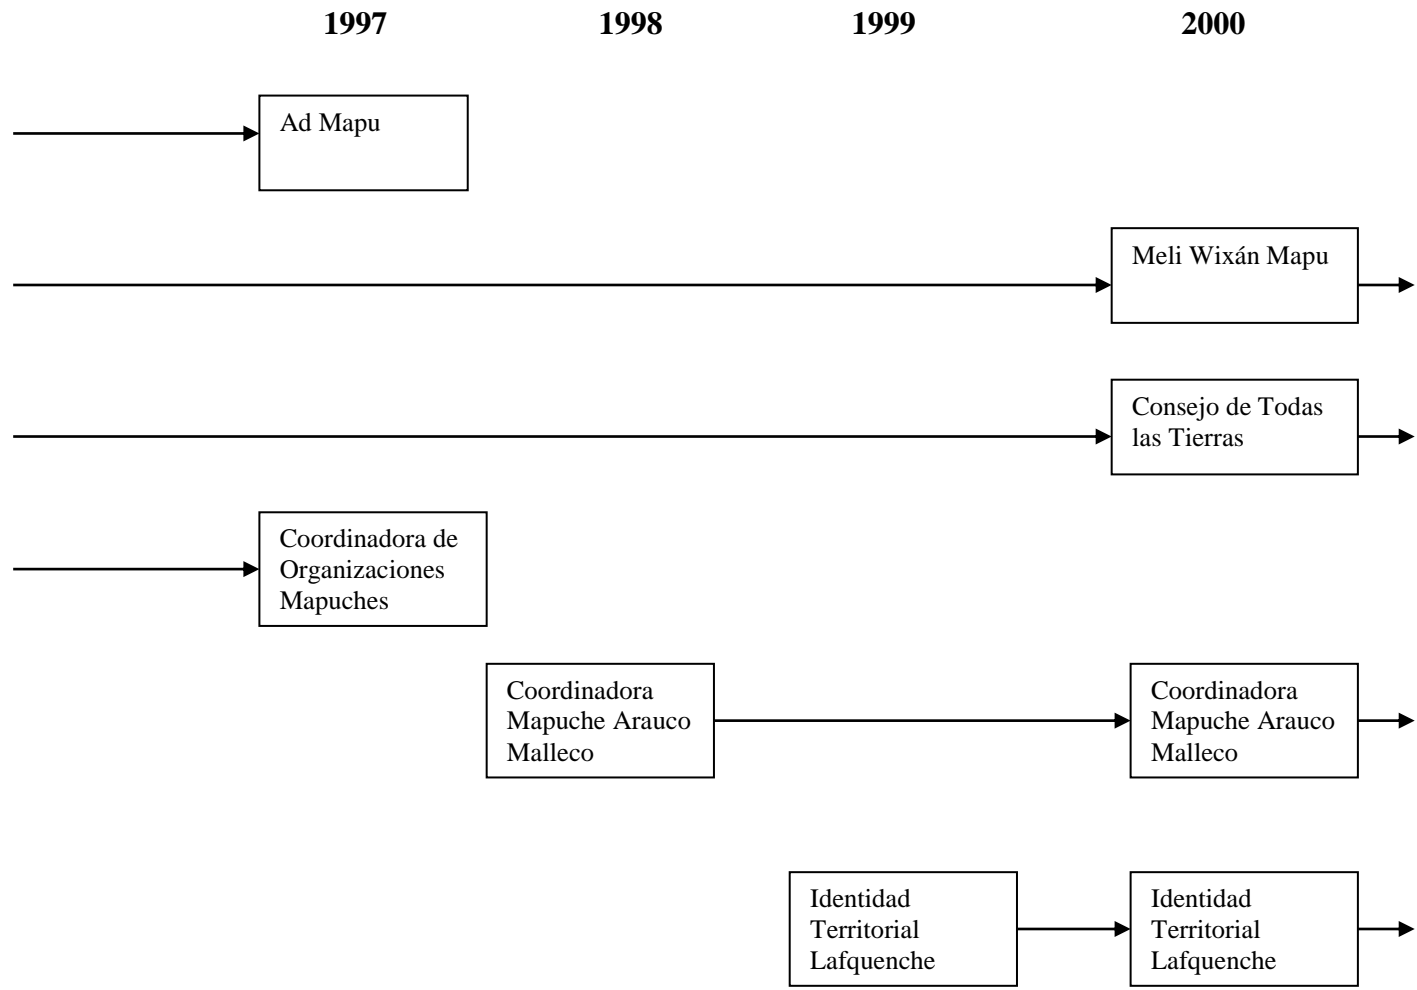 1997 1998 1999 2000
Ad Mapu
Meli Wixán Mapu
Consejo de Todas
las Tierras
Coordinadora de
Organizaciones
Mapuches
Coordinadora
Mapuche Arauco
Malleco
Coordinadora
Mapuche Arauco
Malleco
Identidad
Territorial
Lafquenche
Identidad
Territorial
Lafquenche